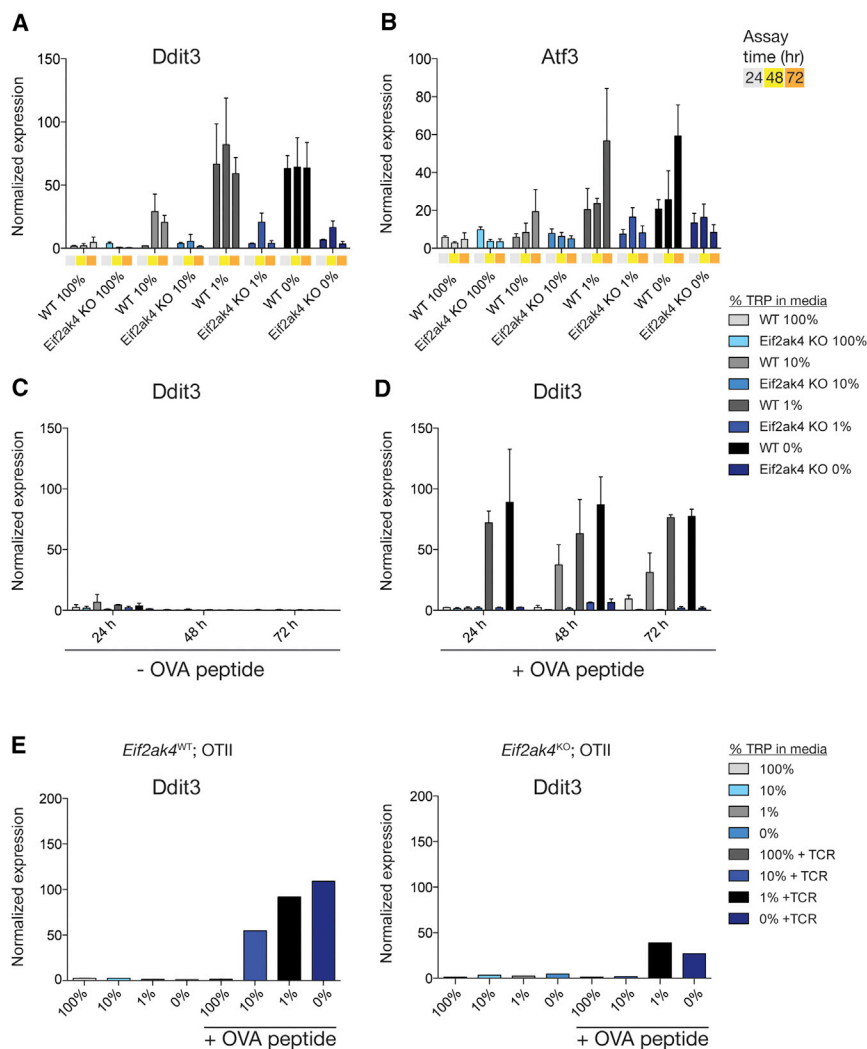 A
Ddit3
Normalized expression
150
100
50
0
WT 100%
Eif2ak4 KO 100%
WT 10%
Eif2ak4 KO 10%
WT 1%
Eif2ak4 KO 1%
WT 0%
Eif2ak4 KO 0%
B
Atf3
Normalized expression
100
80
60
40
20
0
WT 100%
Eif2ak4 KO 100%
WT 10%
Eif2ak4 KO 10%
WT 1%
Eif2ak4 KO 1%
WT 0%
Eif2ak4 KO 0%
Assay
time (hr)
24 48 72
% TRP in media
WT 100%
Eif2ak4 KO 100%
WT 10%
Eif2ak4 KO 10%
WT 1%
Eif2ak4 KO 1%
WT 0%
Eif2ak4 KO 0%
C
Ddit3
Normalized expression
150
100
50
0
24 h
48 h
72 h
- OVA peptide
D
Ddit3
Normalized expression
150
100
50
0
24 h
48 h
72 h
+ OVA peptide
E
Eif2ak4WT; OTII
Ddit3
Normalized expression
200
150
100
50
0
100%
10%
1%
0%
100%
10%
1%
0%
+ OVA peptide
Eif2ak4KO; OTII
Ddit3
Normalized expression
200
150
100
50
0
100%
10%
1%
0%
100%
10%
1%
0%
+ OVA peptide
% TRP in media
100%
10%
1%
0%
100% + TCR
10% + TCR
1% +TCR
0% +TCR